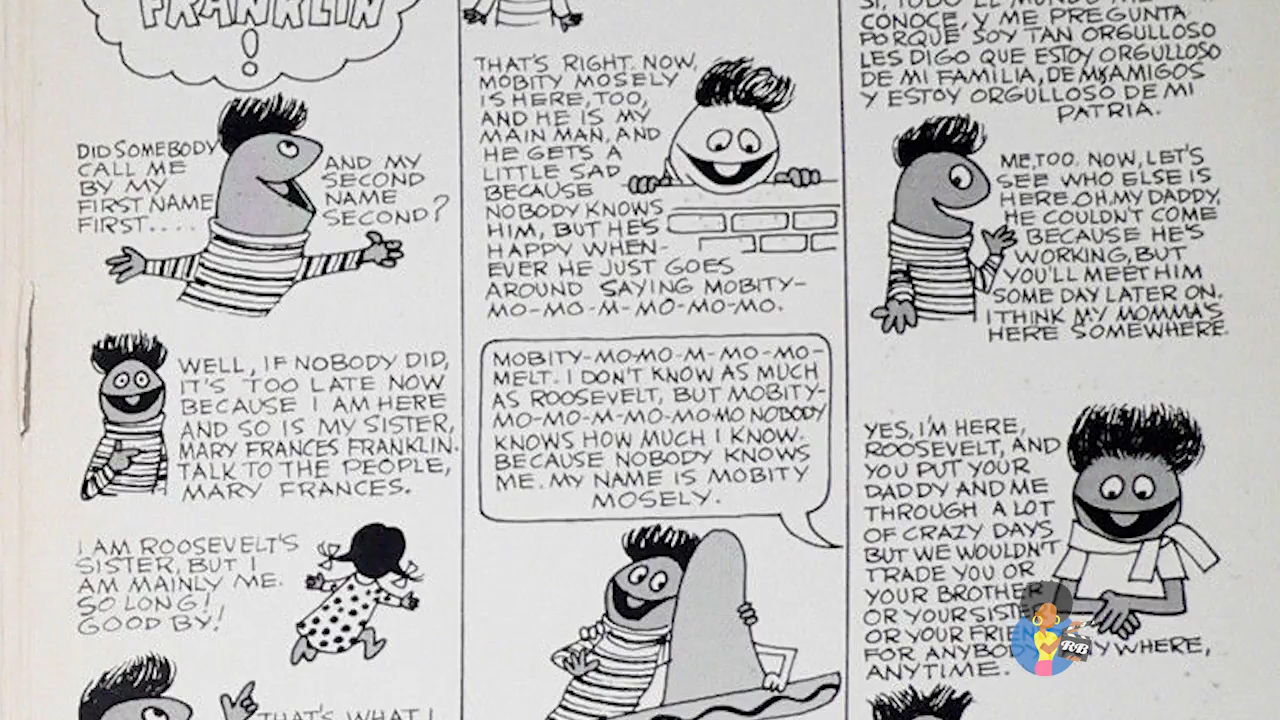 FRANKLIN
!
DID SOMEBODY
CALL ME
BY MY
FIRST NAME
FIRST....
AND MY
SECOND
NAME
SECOND?
WELL, IF NOBODY DID,
IT'S TOO LATE NOW
BECAUSE I AM HERE
AND SO IS MY SISTER,
MARY FRANCES FRANKLIN.
TALK TO THE PEOPLE,
MARY FRANCES.
I AM ROOSEVELT'S
SISTER, BUT I
AM MAINLY ME.
SO LONG!
GOOD BY!
THAT'S WHAT I
THAT'S RIGHT. NOW,
MOBITY MOSELY
IS HERE, TOO,
AND HE IS MY
MAIN MAN, AND
HE GETS A
LITTLE SAD
BECAUSE
NOBODY KNOWS
HIM, BUT HE'S
HAPPY WHEN-
EVER HE JUST GOES
AROUND SAYING MOBITY-
MO-MO-M-MO-MO-MO.
MOBITY-MO-MO-M-MO-MO-
MELT. I DON'T KNOW AS MUCH
AS ROOSEVELT, BUT MOBITY-
MO-MO-M-MO-MO-MO NOBODY
KNOWS HOW MUCH I KNOW.
BECAUSE NOBODY KNOWS
ME. MY NAME IS MOBITY
MOSELY.
SI, TODO EL MUNDO ME
CONOCE, Y ME PREGUNTA
PORQUE SOY TAN ORGULLOSO
LES DIGO QUE ESTOY ORGULLOSO
DE MI FAMILIA, DE MIS AMIGOS
Y ESTOY ORGULLOSO DE MI
PATRIA.
ME, TOO. NOW, LET'S
SEE WHO ELSE IS
HERE. OH, MY DADDY,
HE COULDN'T COME
BECAUSE HE'S
WORKING, BUT
YOU'LL MEET HIM
SOME DAY LATER ON.
I THINK MY MOMMA'S
HERE SOMEWHERE.
YES, I'M HERE,
ROOSEVELT, AND
YOU PUT YOUR
DADDY AND ME
THROUGH A LOT
OF CRAZY DAYS
BUT WE WOULDN'T
TRADE YOU OR
YOUR BROTHER
OR YOUR SISTER
OR YOUR FRIEN
FOR ANYBODY ANYWHERE,
ANYTIME.
RB